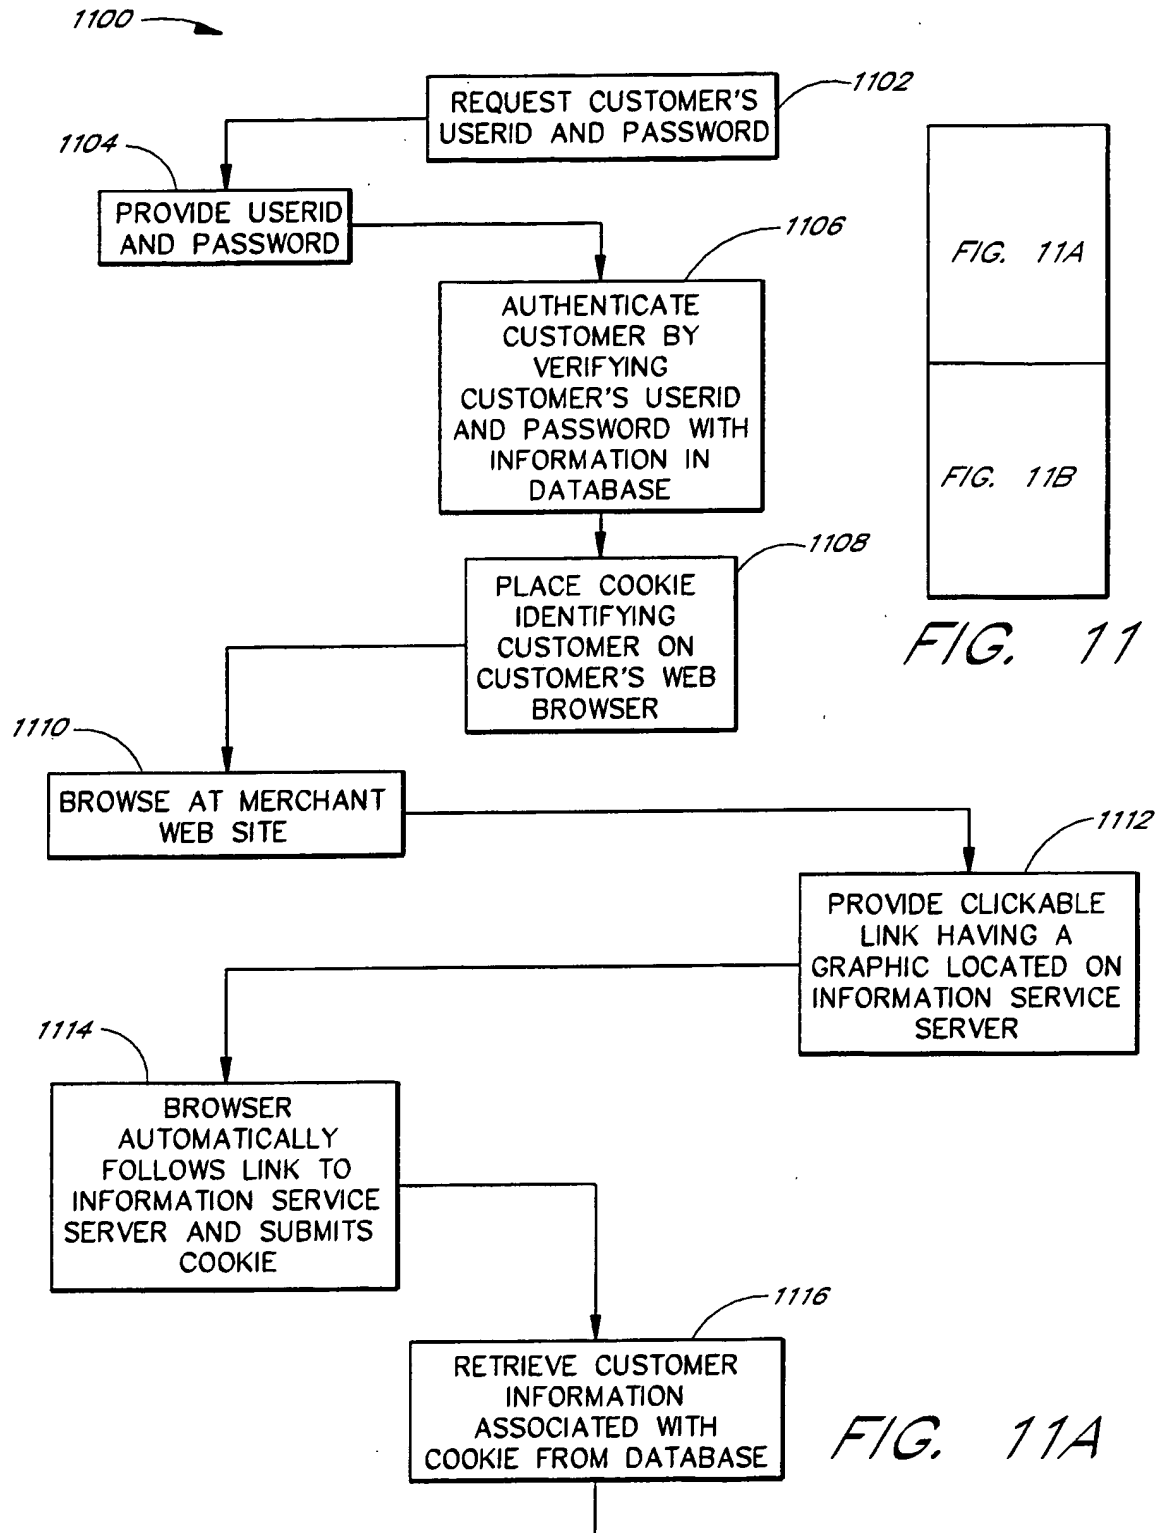 1100
1102
REQUEST CUSTOMER'S
USERID AND PASSWORD
1104
PROVIDE USERID
AND PASSWORD
1106
AUTHENTICATE
CUSTOMER BY
VERIFYING
CUSTOMER'S USERID
AND PASSWORD WITH
INFORMATION IN
DATABASE
FIG. 11A
FIG. 11B
FIG. 11
1108
PLACE COOKIE
IDENTIFYING
CUSTOMER ON
CUSTOMER'S WEB
BROWSER
1110
BROWSE AT MERCHANT
WEB SITE
1112
PROVIDE CLICKABLE
LINK HAVING A
GRAPHIC LOCATED ON
INFORMATION SERVICE
SERVER
1114
BROWSER
AUTOMATICALLY
FOLLOWS LINK TO
INFORMATION SERVICE
SERVER AND SUBMITS
COOKIE
1116
RETRIEVE CUSTOMER
INFORMATION
ASSOCIATED WITH
COOKIE FROM DATABASE
FIG. 11A